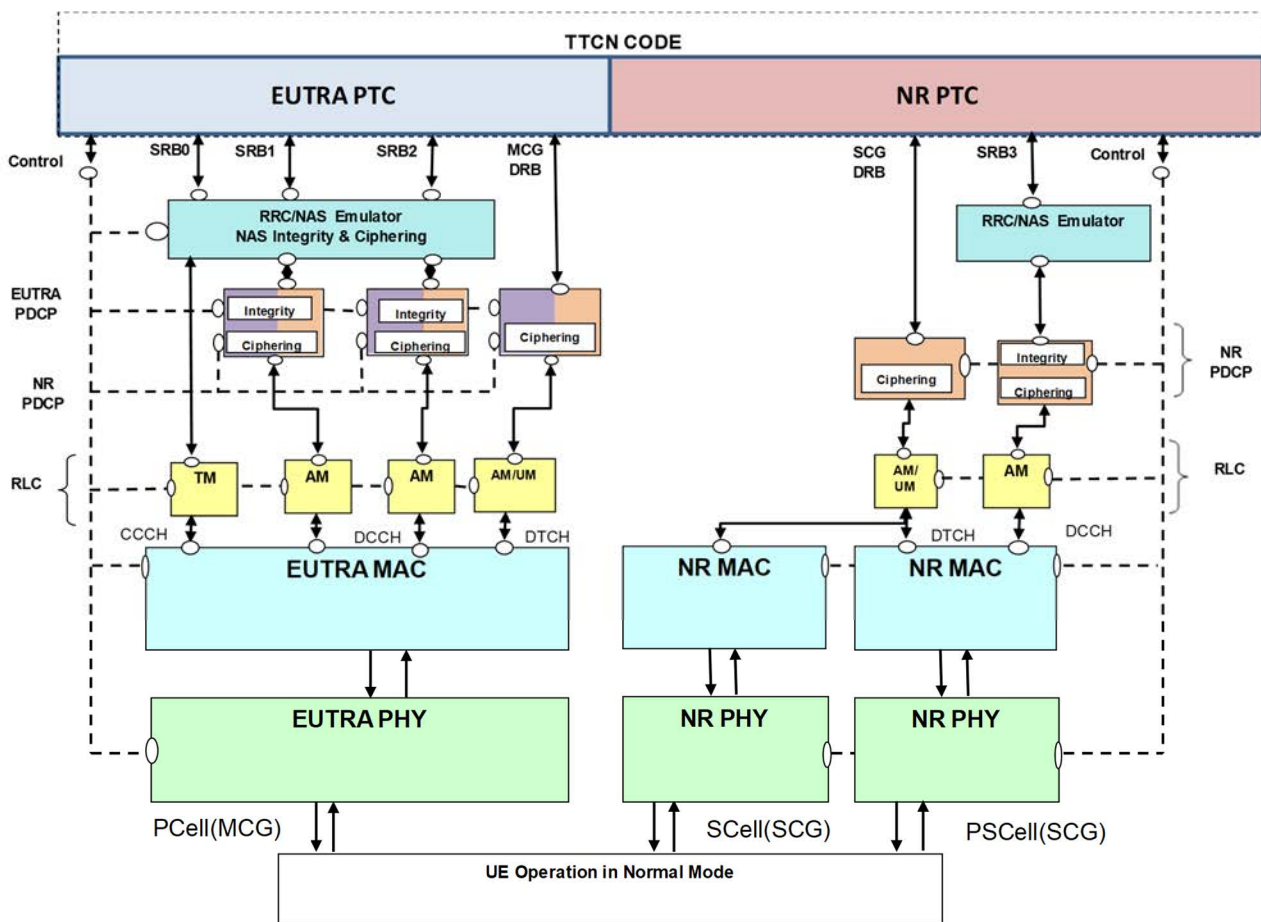 TTCN CODE
EUTRA PTC
NR PTC
Control
SRB0
SRB1
SRB2
MCG
DRB
SCG
DRB
SRB3
Control
RRC/NAS Emulator
NAS Integrity & Ciphering
RRC/NAS Emulator
EUTRA
PDCP
Integrity
Ciphering
Integrity
Ciphering
Ciphering
NR
PDCP
Ciphering
Integrity
Ciphering
NR
PDCP
RLC
TM
AM
AM
AM/UM
AM/
UM
AM
RLC
CCCH
DCCH
DTCH
DTCH
DCCH
EUTRA MAC
NR MAC
NR MAC
EUTRA PHY
NR PHY
NR PHY
PCell(MCG)
SCell(SCG)
PSCell(SCG)
UE Operation in Normal Mode